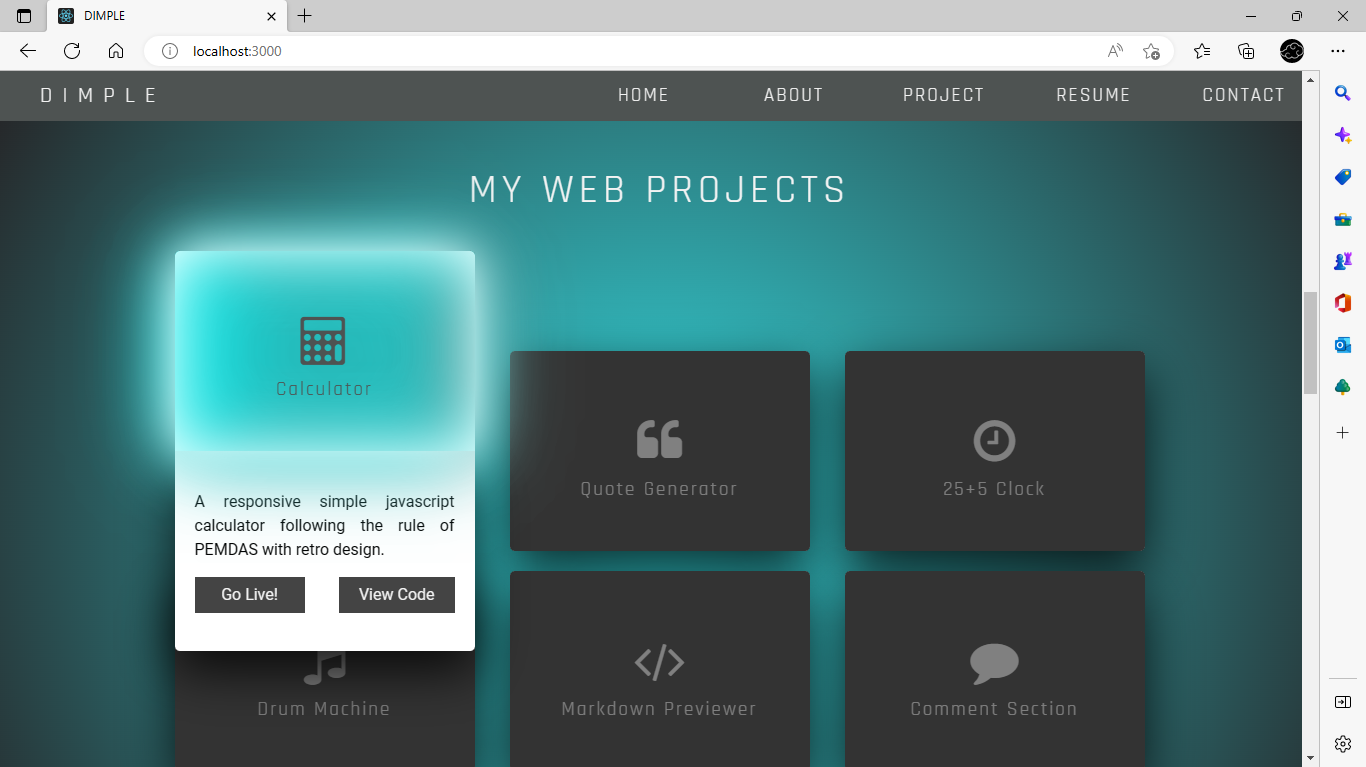 DIMPLE
localhost:3000
DIMPLE
HOME ABOUT PROJECT RESUME CONTACT
MY WEB PROJECTS
Calculator
A responsive simple javascript
calculator following the rule of
PEMDAS with retro design.
Go Live! View Code
Quote Generator
25+5 Clock
Drum Machine
Markdown Previewer
Comment Section